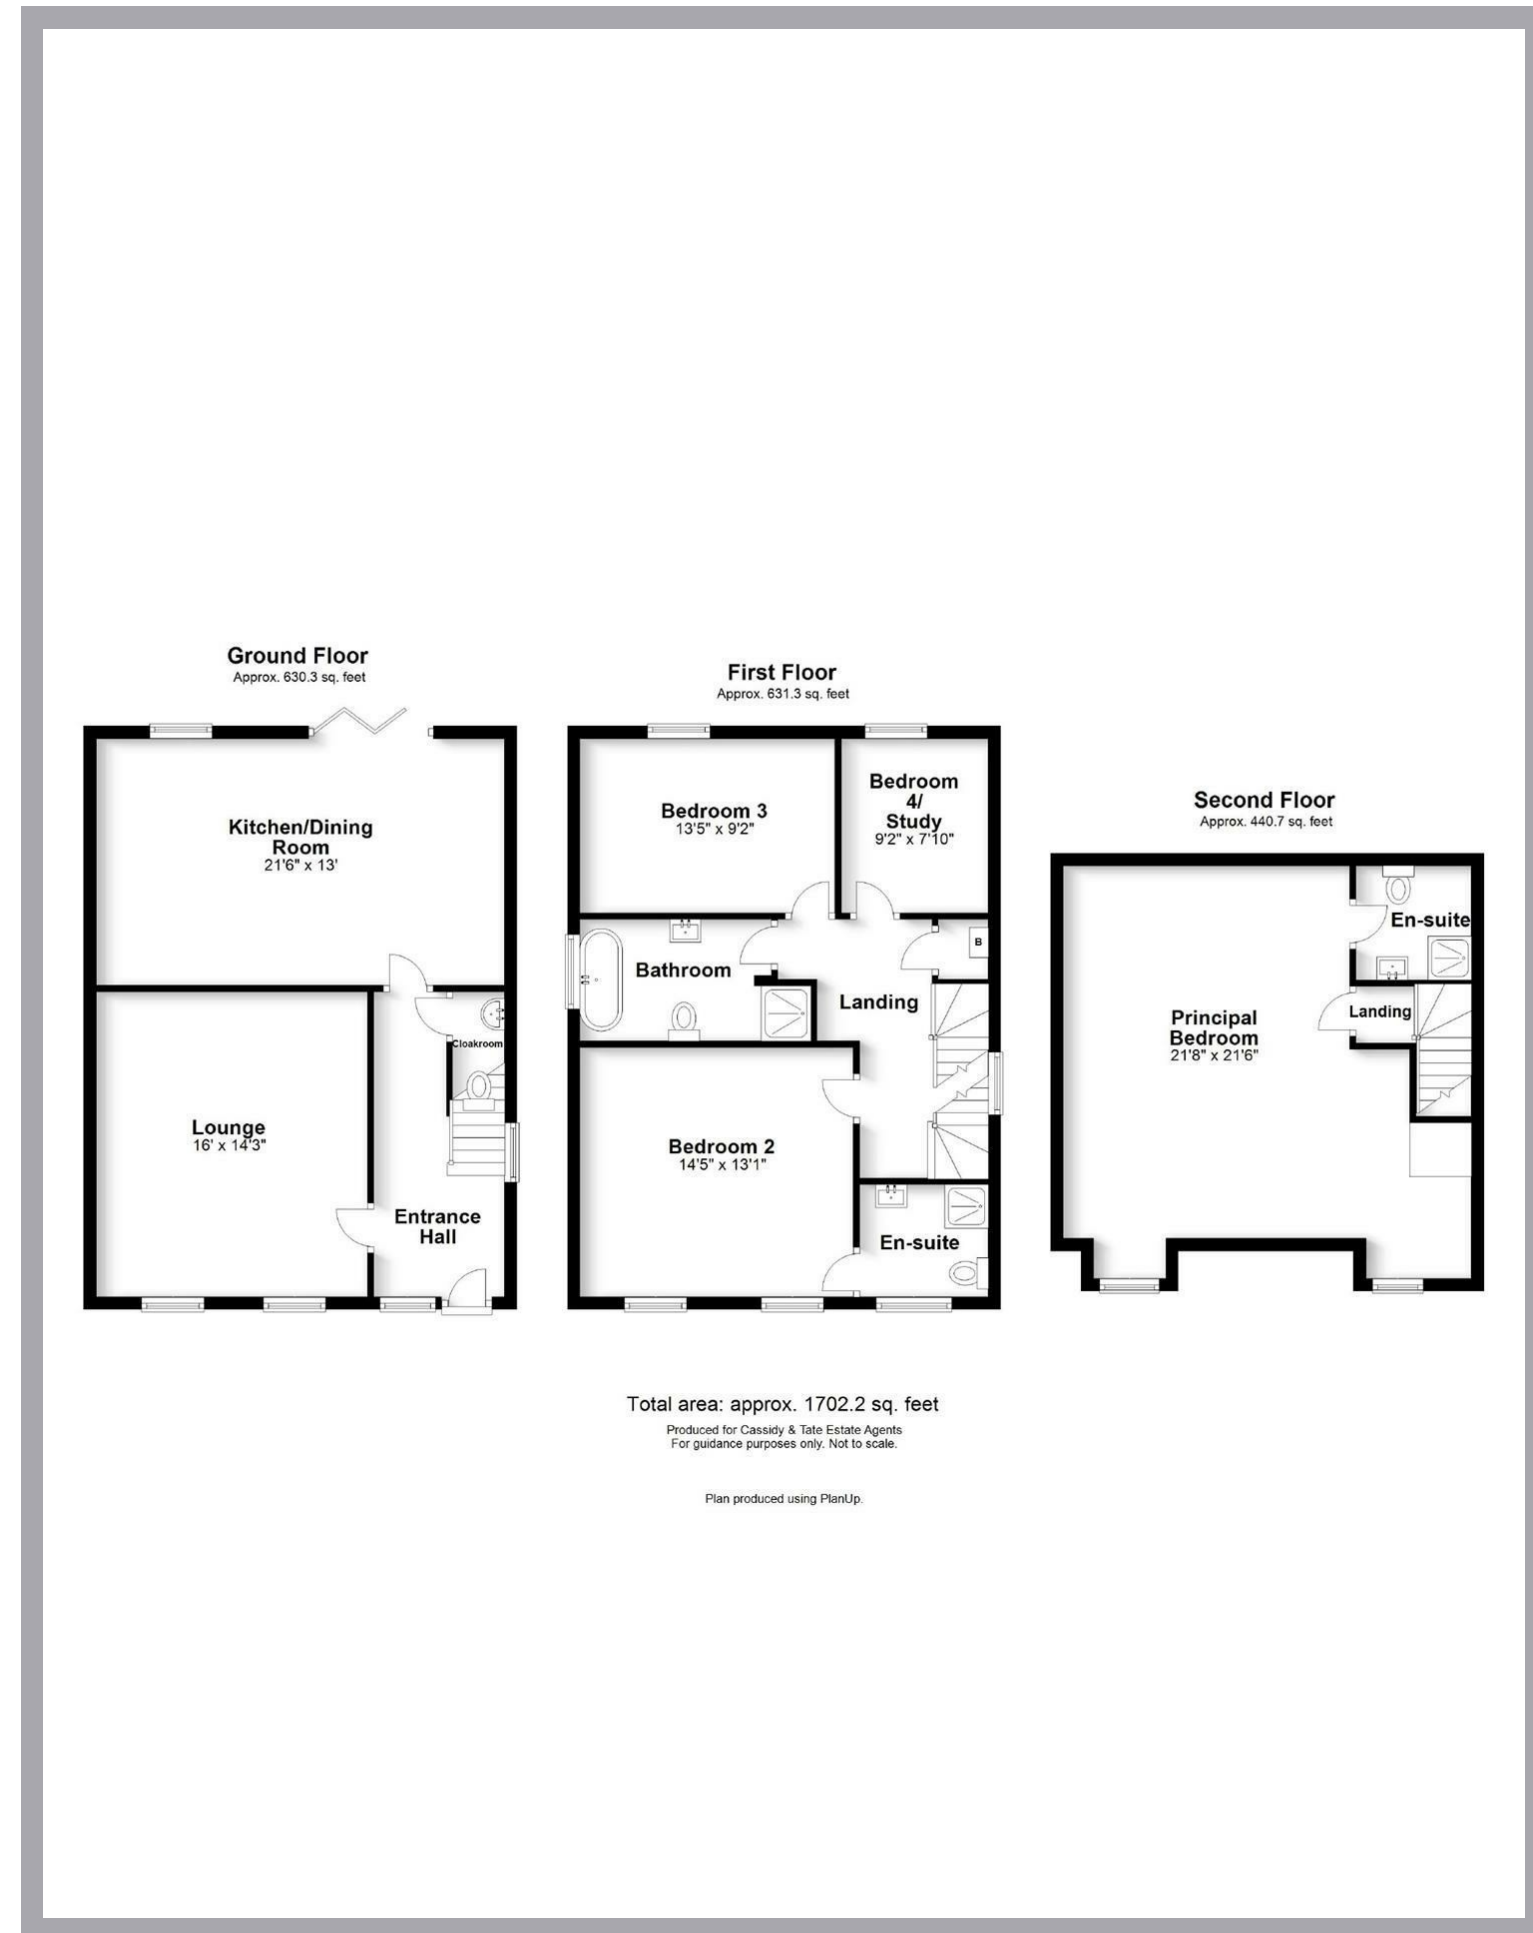 Ground Floor
Approx. 630.3 sq. feet
Kitchen/Dining
Room
21'6" x 13'
Cloakroom
Lounge
16' x 14'3"
Entrance
Hall
First Floor
Approx. 631.3 sq. feet
Bedroom 3
13'5" x 9'2"
Bedroom
4/
Study
9'2" x 7'10"
B
Bathroom
Landing
Bedroom 2
14'5" x 13'1"
En-suite
Second Floor
Approx. 440.7 sq. feet
En-suite
Landing
Principal
Bedroom
21'8" x 21'6"
Total area: approx. 1702.2 sq. feet
Produced for Cassidy & Tate Estate Agents
For guidance purposes only. Not to scale.
Plan produced using PlanUp.